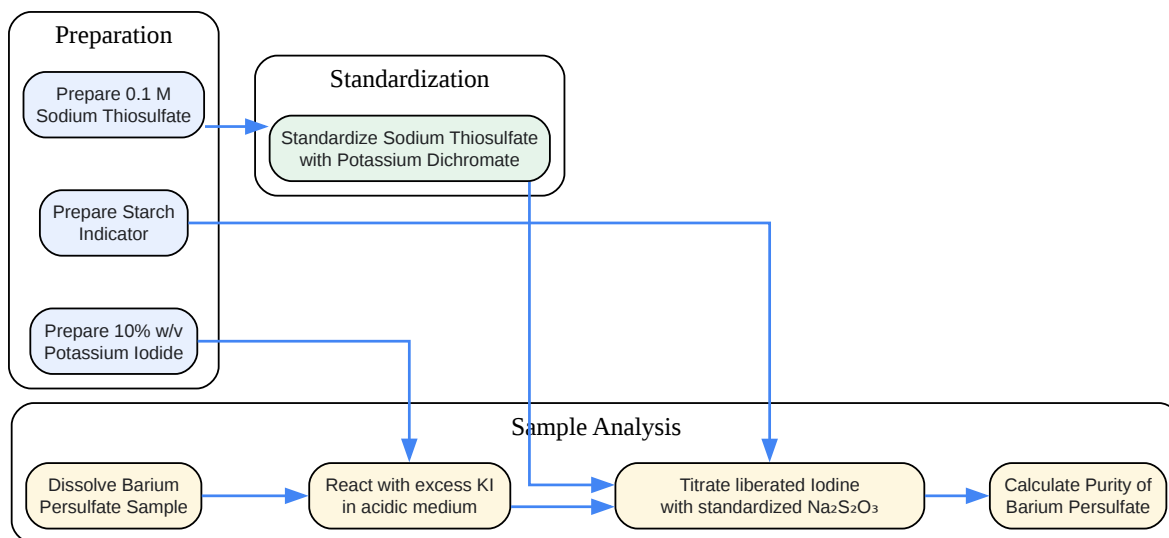 Preparation
Prepare 0.1 M
Sodium Thiosulfate
Prepare Starch
Indicator
Prepare 10% w/v
Potassium Iodide
Standardization
Standardize Sodium Thiosulfate
with Potassium Dichromate
Sample Analysis
Dissolve Barium
Persulfate Sample
React with excess KI
in acidic medium
Titrate liberated Iodine
with standardized Na₂S₂O₃
Calculate Purity of
Barium Persulfate